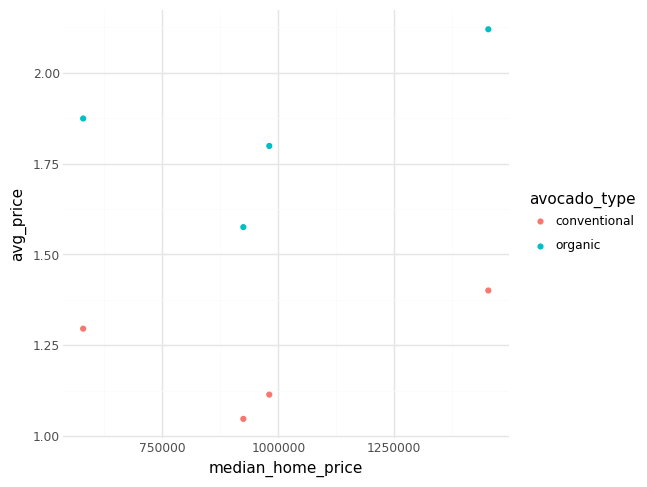 2.00
1.75
1.50
1.25
1.00
avg_price
750000
1000000
1250000
median_home_price
avocado_type
conventional
organic